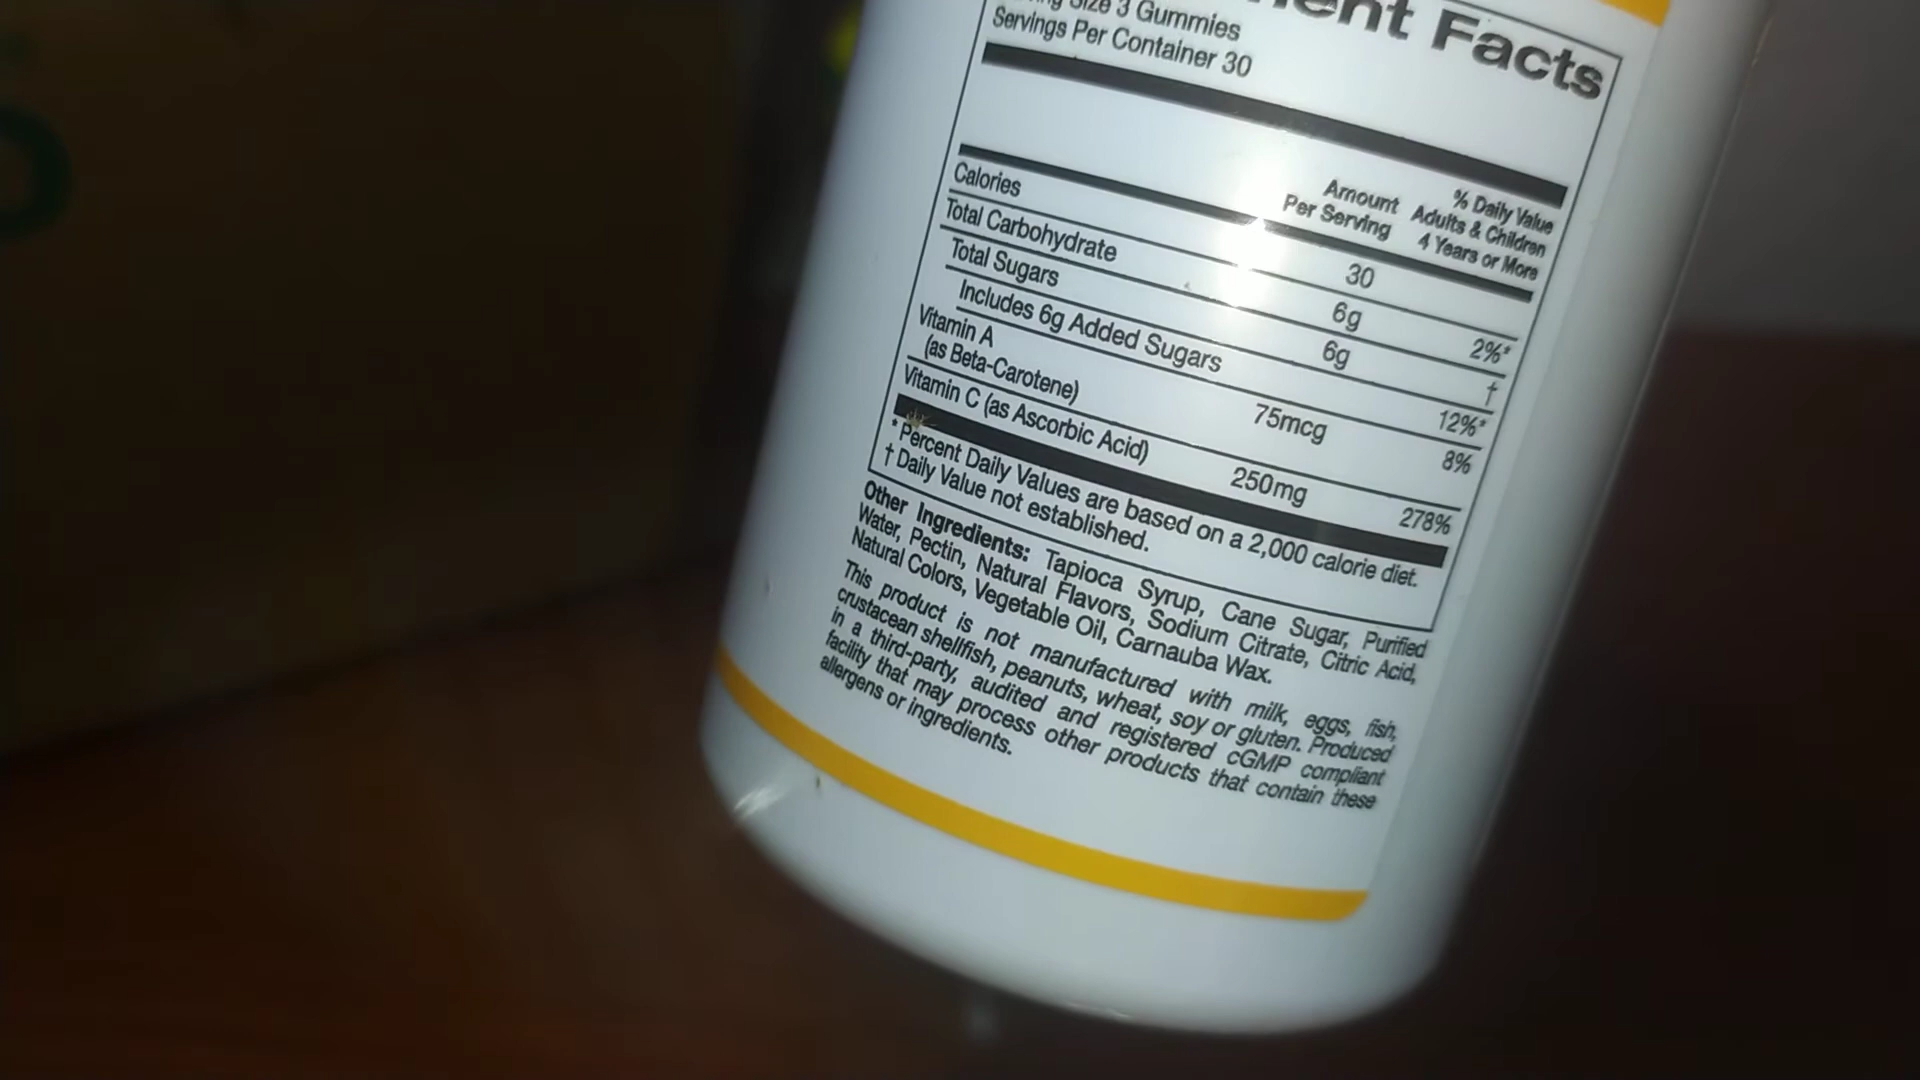 ent Facts
Size 3 Gummies
Servings Per Container 30
Amount Per Serving
% Daily Value Adults & Children 4 Years or More
Calories 30
Total Carbohydrate 6g 2%*
Total Sugars 6g †
Includes 6g Added Sugars 12%*
Vitamin A
(as Beta-Carotene) 75mcg 8%
Vitamin C (as Ascorbic Acid) 250mg 278%
* Percent Daily Values are based on a 2,000 calorie diet.
† Daily Value not established.
Other Ingredients: Tapioca Syrup, Cane Sugar, Purified
Water, Pectin, Natural Flavors, Sodium Citrate, Citric Acid,
Natural Colors, Vegetable Oil, Carnauba Wax.
This product is not manufactured with milk, eggs, fish,
crustacean shellfish, peanuts, wheat, soy or gluten. Produced
in a third-party, audited and registered cGMP compliant
facility that may process other products that contain these
allergens or ingredients.